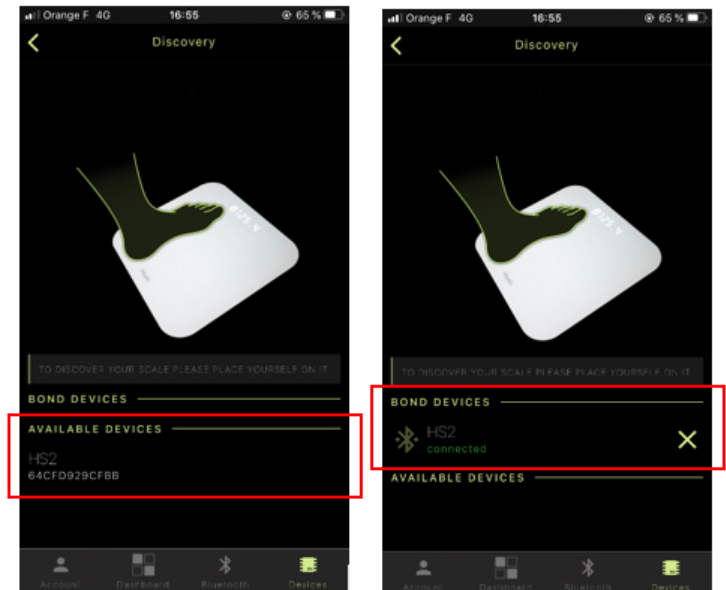 Orange F 4G 16:55 65 %
Discovery
TO DISCOVER YOUR SCALE PLEASE PLACE YOURSELF ON IT
BOND DEVICES
AVAILABLE DEVICES
HS2
64CFD929CFBB
Account Dashboard Bluetooth Devices
Orange F 4G 16:55 65 %
Discovery
TO DISCOVER YOUR SCALE PLEASE PLACE YOURSELF ON IT
BOND DEVICES
HS2
connected
AVAILABLE DEVICES
Account Dashboard Bluetooth Devices